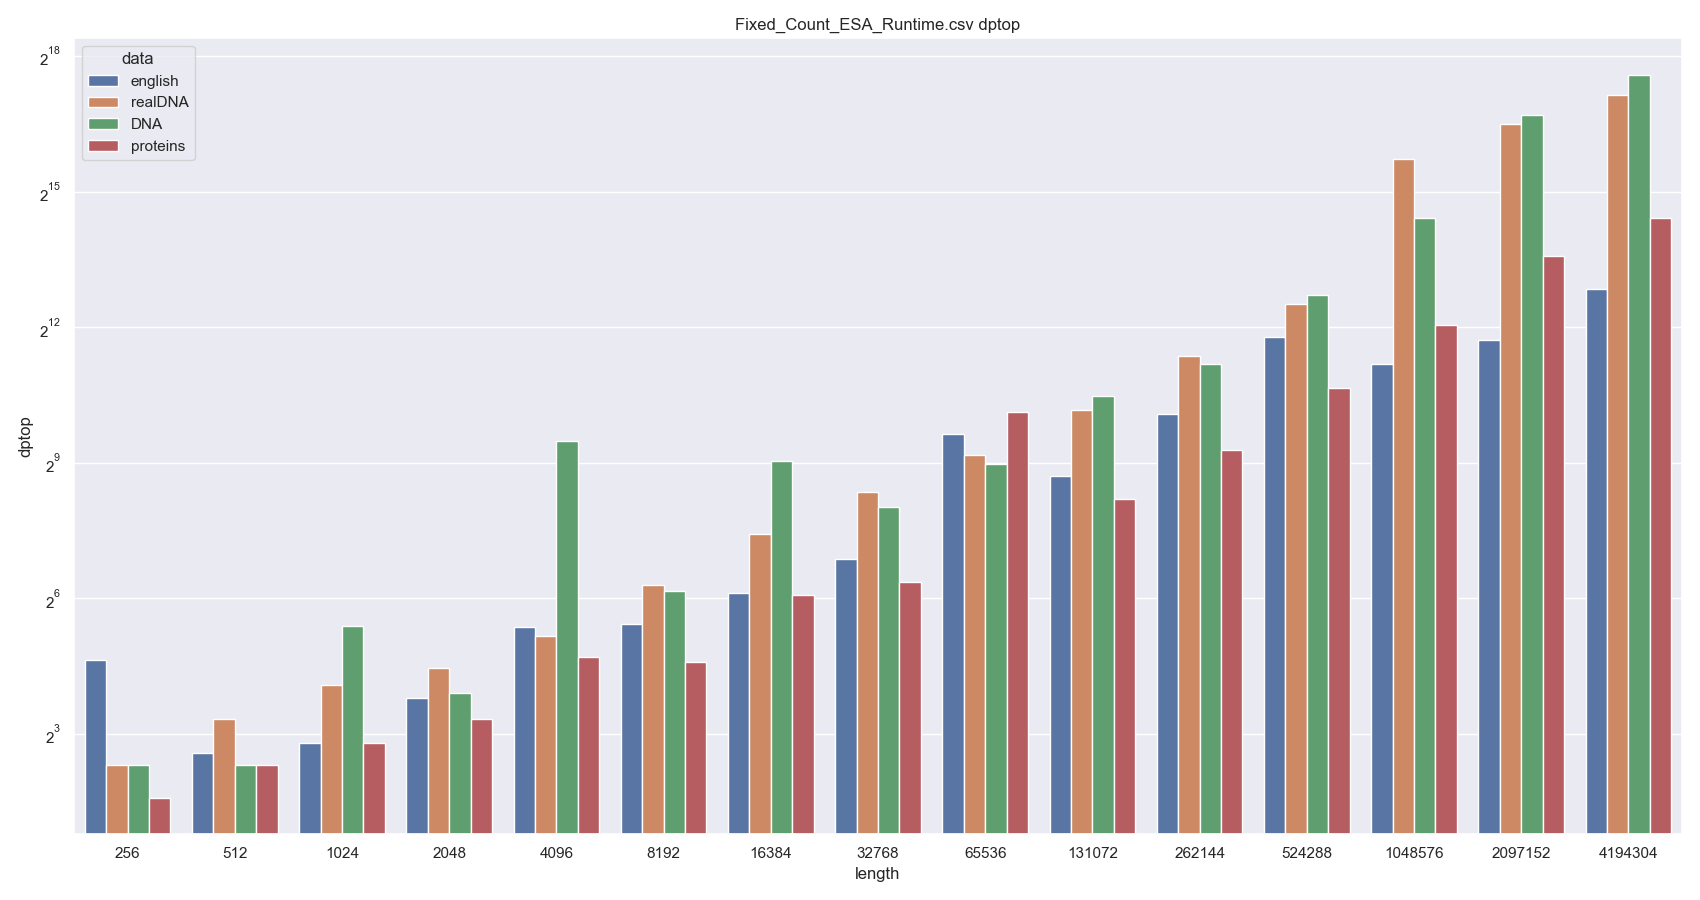 Fixed_Count_ESA_Runtime.csv dptop
data
english
realDNA
DNA
proteins
2^18
2^15
2^12
2^9
2^6
2^3
dptop
256 512 1024 2048 4096 8192 16384 32768 65536 131072 262144 524288 1048576 2097152 4194304
length